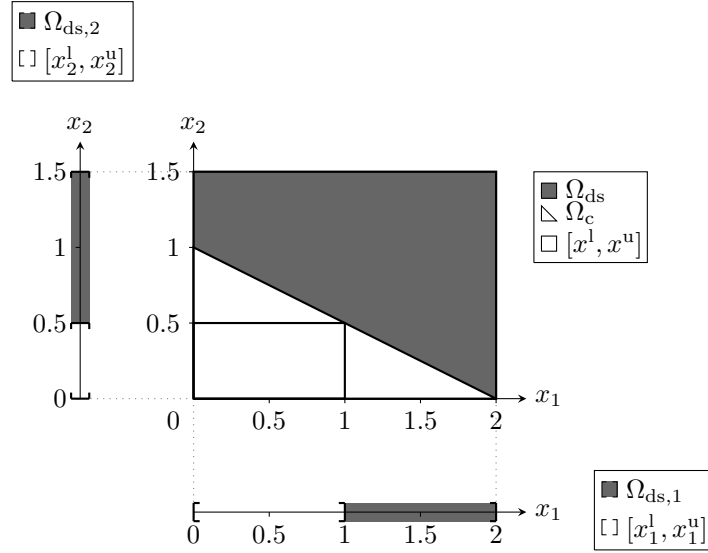 Ω_ds,2
[x_2^l, x_2^u]
x_2
x_2
1.5
1
0.5
0
1.5
1
0.5
0
0
0.5
1
1.5
2
x_1
Ω_ds
Ω_c
[x^l, x^u]
0
0.5
1
1.5
2
x_1
Ω_ds,1
[x_1^l, x_1^u]